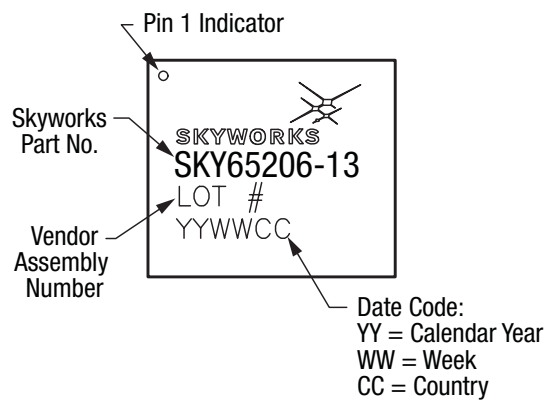 Pin 1 Indicator
Skyworks
Part No.
SKYWORKS
SKY65206-13
LOT #
YYWWCC
Vendor
Assembly
Number
Date Code:
YY = Calendar Year
WW = Week
CC = Country